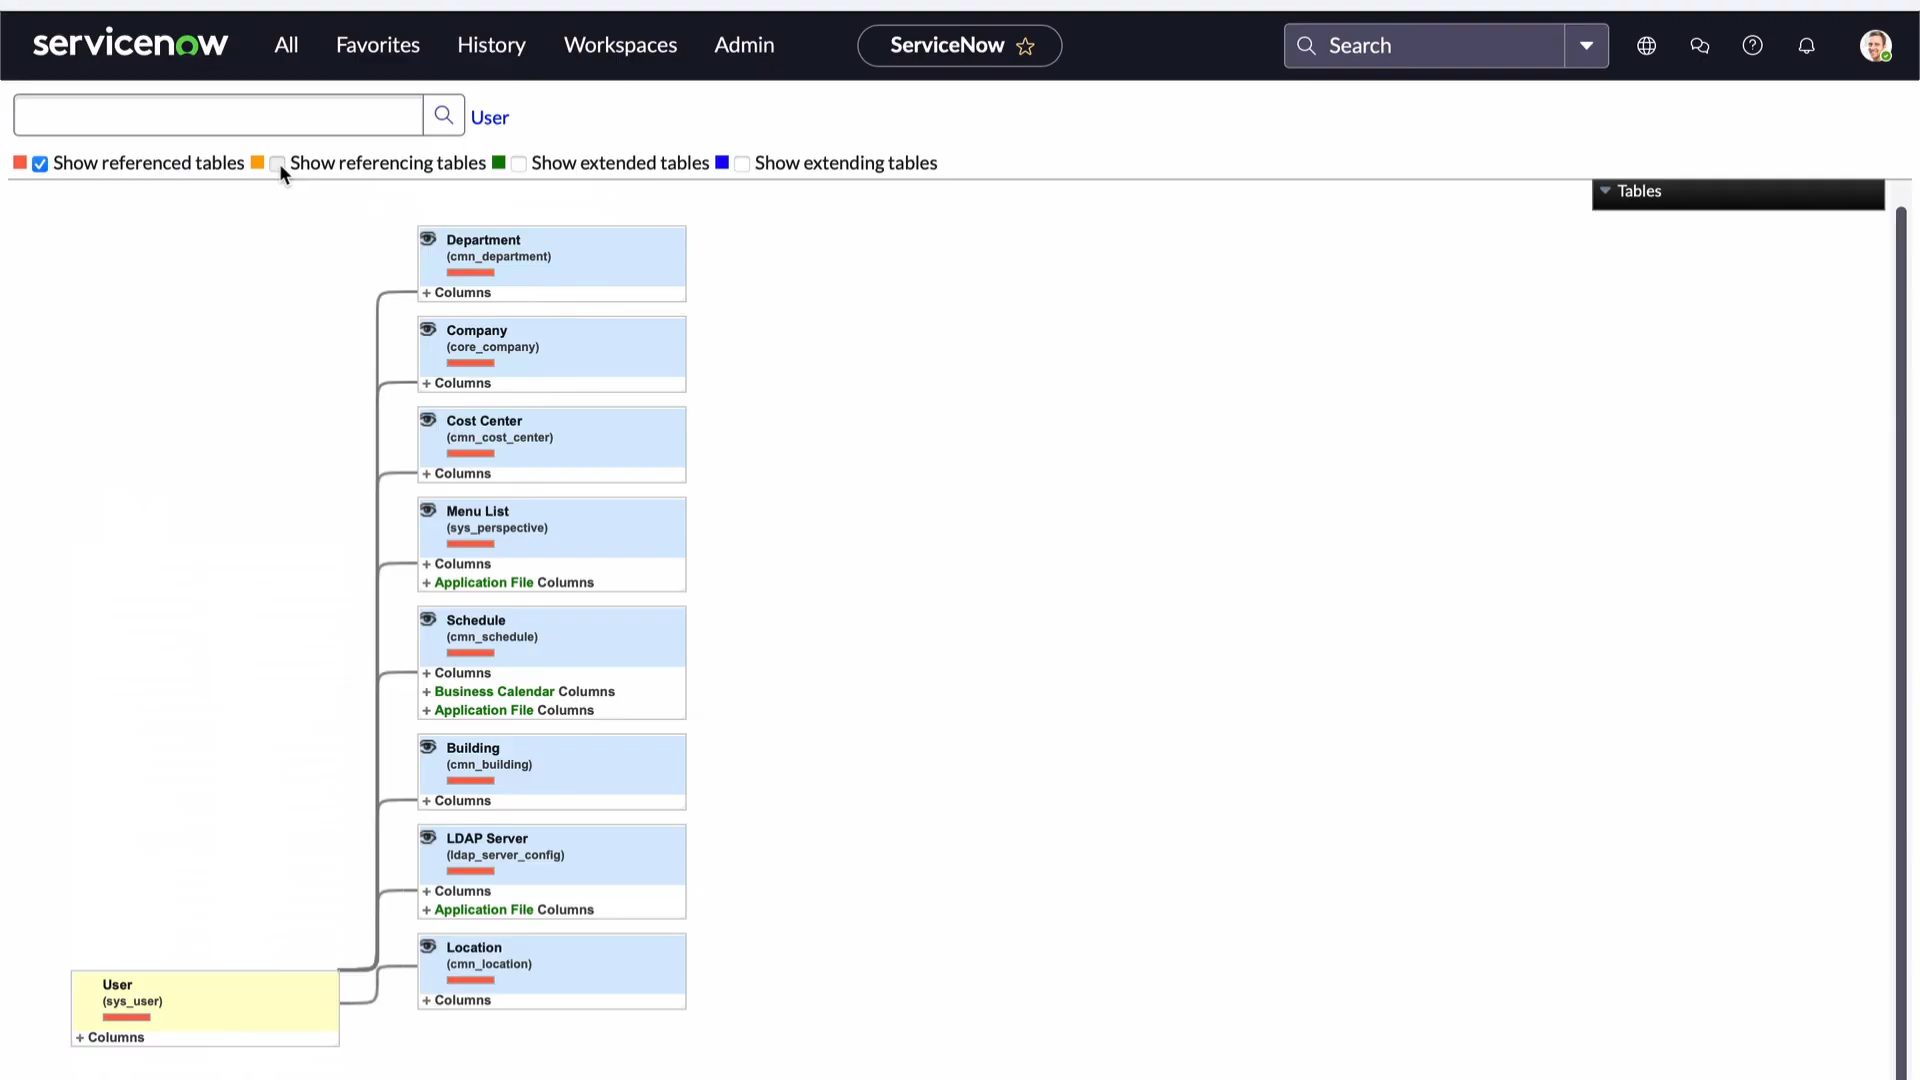 servicenow All Favorites History Workspaces Admin ServiceNow Search
User
Show referenced tables Show referencing tables Show extended tables Show extending tables
Tables
Department
(cmn_department)
+ Columns
Company
(core_company)
+ Columns
Cost Center
(cmn_cost_center)
+ Columns
Menu List
(sys_perspective)
+ Columns
+ Application File Columns
Schedule
(cmn_schedule)
+ Columns
+ Business Calendar Columns
+ Application File Columns
Building
(cmn_building)
+ Columns
LDAP Server
(ldap_server_config)
+ Columns
+ Application File Columns
Location
(cmn_location)
+ Columns
User
(sys_user)
+ Columns